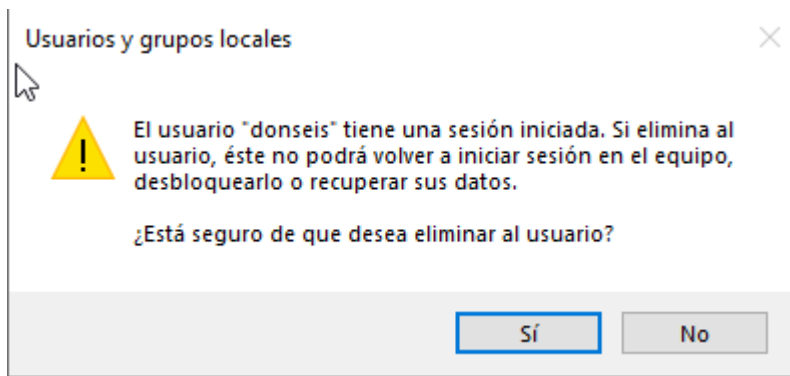 Usuarios y grupos locales
El usuario "donseis" tiene una sesión iniciada. Si elimina al
usuario, éste no podrá volver a iniciar sesión en el equipo,
desbloquearlo o recuperar sus datos.
¿Está seguro de que desea eliminar al usuario?
Sí
No